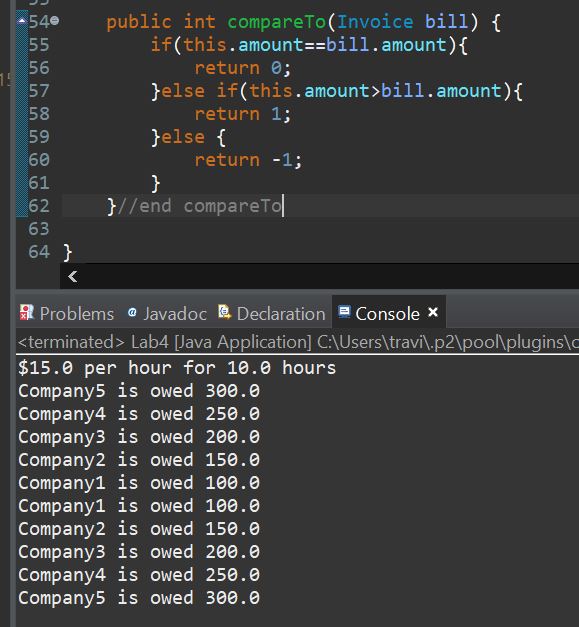 54 public int compareTo(Invoice bill) {
55 if(this.amount==bill.amount){
56 return 0;
57 }else if(this.amount>bill.amount){
58 return 1;
59 }else {
60 return -1;
61 }
62 }//end compareTo
63
64 }
Problems Javadoc Declaration Console
<terminated> Lab4 [Java Application] C:\Users\travi\.p2\pool\plugins\
$15.0 per hour for 10.0 hours
Company5 is owed 300.0
Company4 is owed 250.0
Company3 is owed 200.0
Company2 is owed 150.0
Company1 is owed 100.0
Company1 is owed 100.0
Company2 is owed 150.0
Company3 is owed 200.0
Company4 is owed 250.0
Company5 is owed 300.0